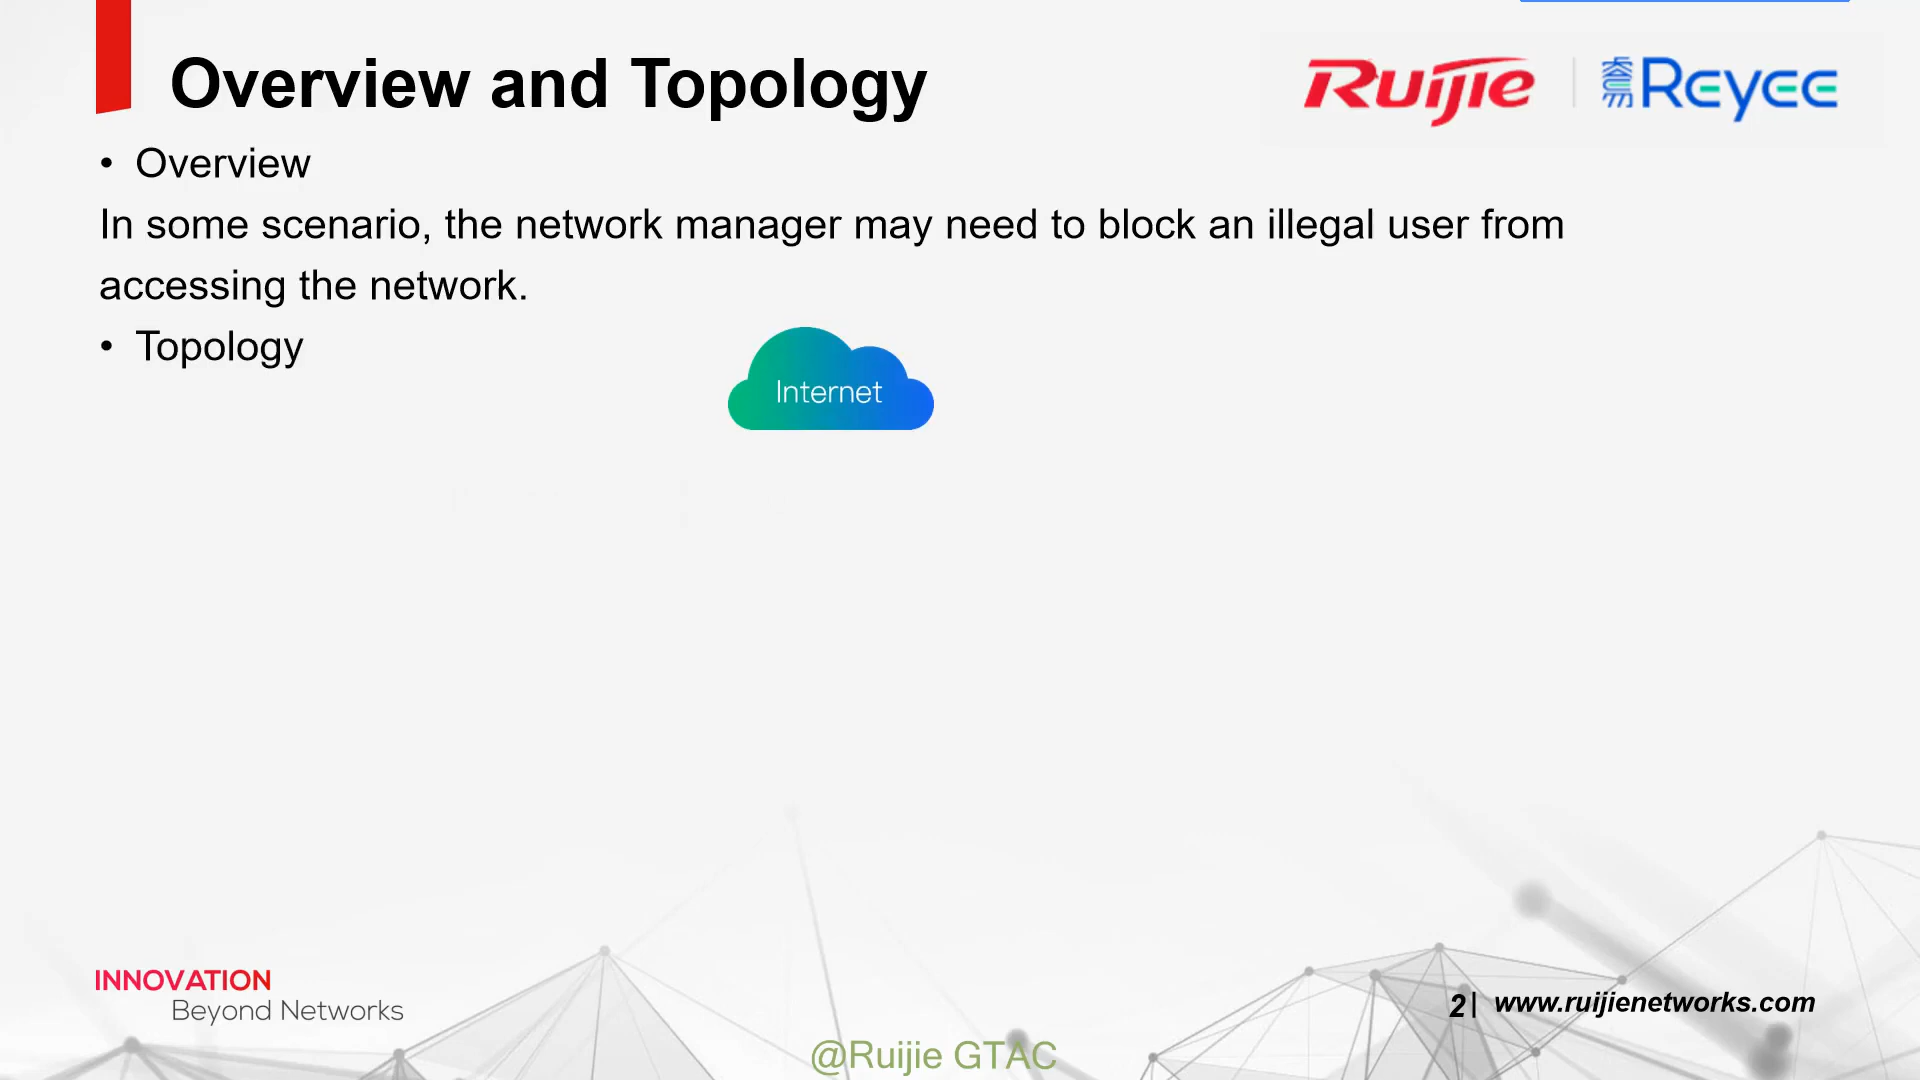 Overview and Topology
Ruijie
Reyee
• Overview
In some scenario, the network manager may need to block an illegal user from
accessing the network.
• Topology
Internet
INNOVATION
Beyond Networks
2| www.ruijienetworks.com
@Ruijie GTAC